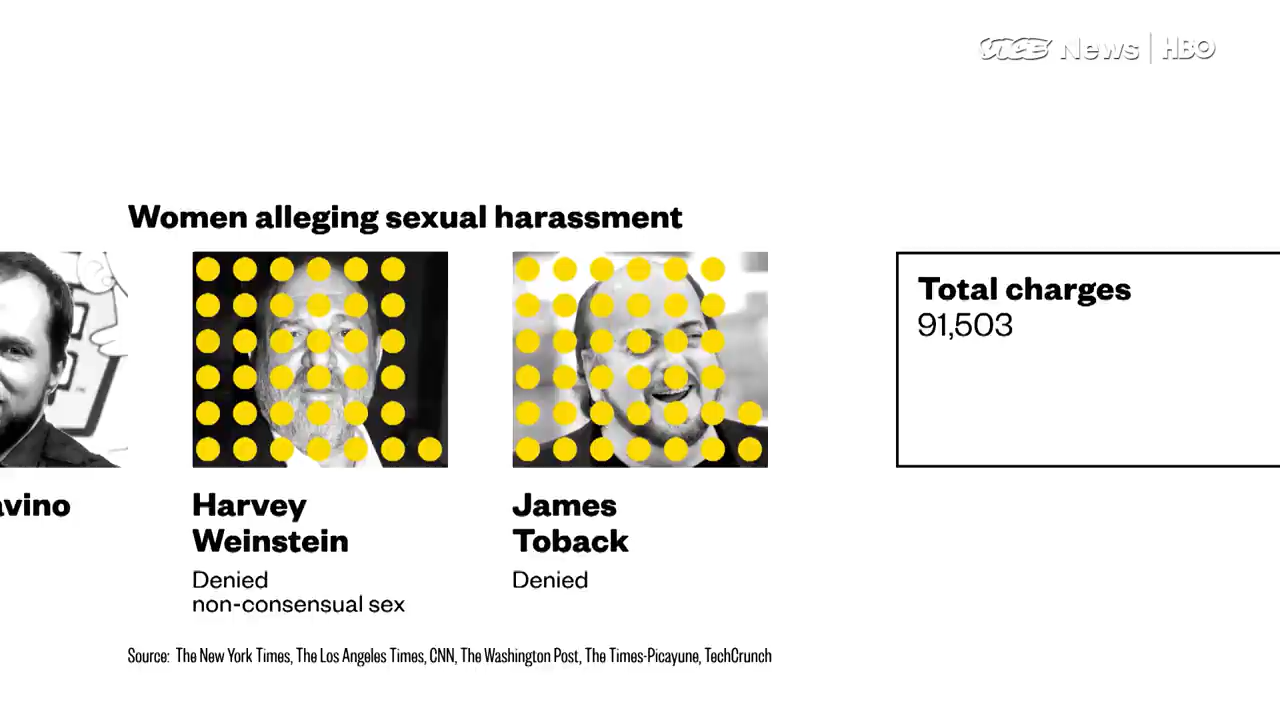 VICE News | HBO
Women alleging sexual harassment
Total charges
91,503
avino
Harvey
Weinstein
Denied
non-consensual sex
James
Toback
Denied
Source: The New York Times, The Los Angeles Times, CNN, The Washington Post, The Times-Picayune, TechCrunch